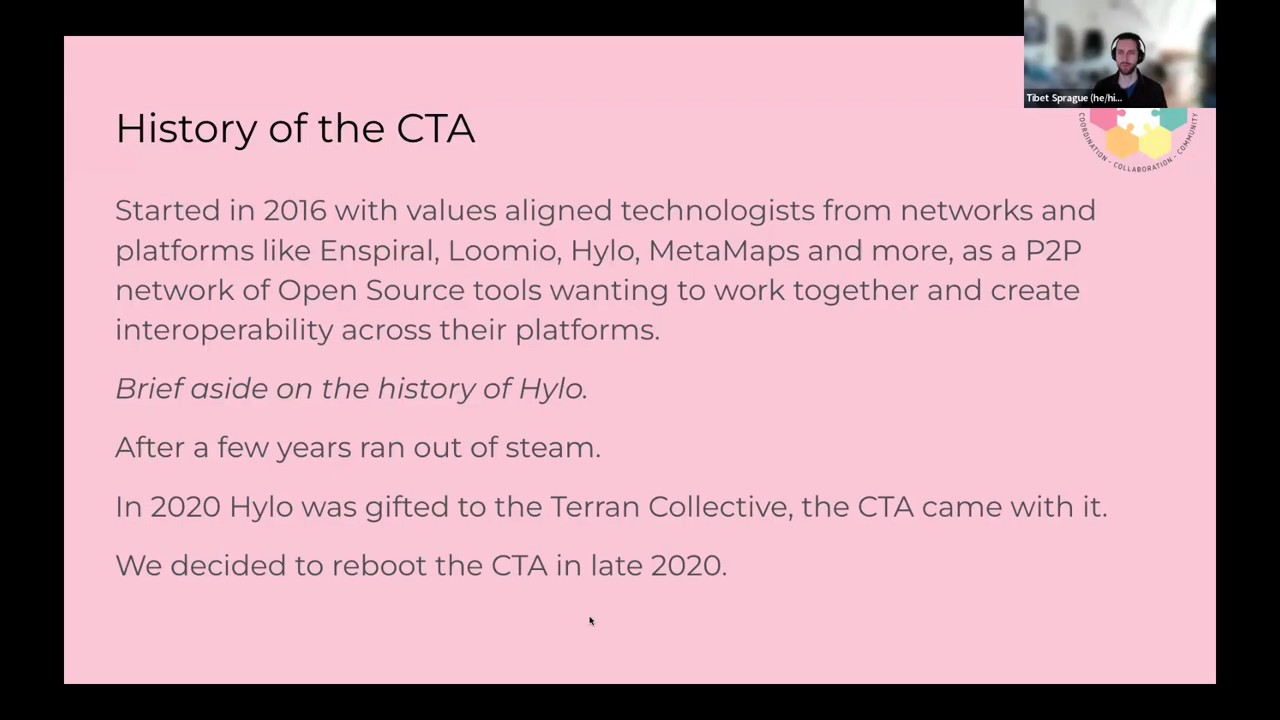 Tibet Sprague (he/hi...
History of the CTA
COORDINATION - COLLABORATION - COMMUNITY
Started in 2016 with values aligned technologists from networks and
platforms like Enspiral, Loomio, Hylo, MetaMaps and more, as a P2P
network of Open Source tools wanting to work together and create
interoperability across their platforms.
Brief aside on the history of Hylo.
After a few years ran out of steam.
In 2020 Hylo was gifted to the Terran Collective, the CTA came with it.
We decided to reboot the CTA in late 2020.